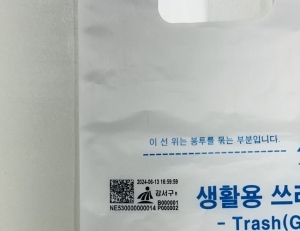 이 선 위는 봉투를 묶는 부분입니다.
2024-06-13 16:59:59
강서구
B000001
NE530000000014 P000002
생활용 쓰레
- Trash(G